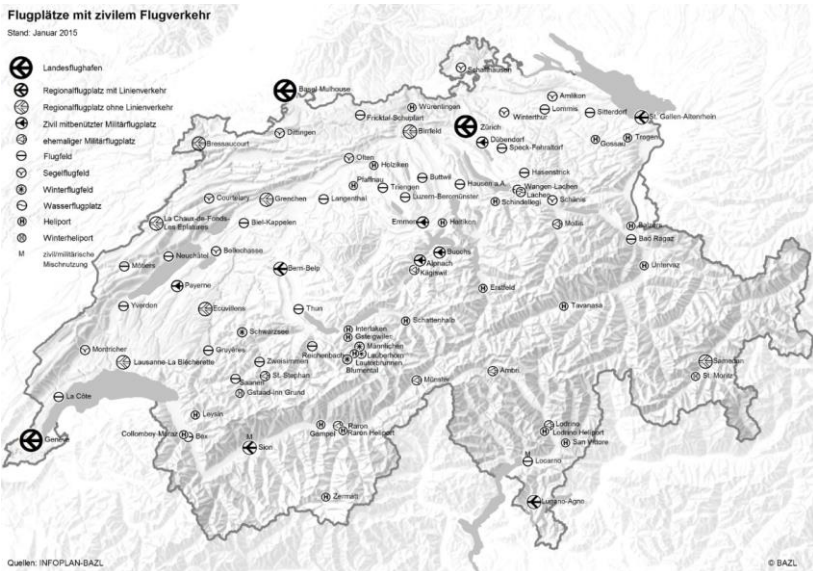 Flugplätze mit zivilem Flugverkehr
Stand: Januar 2015
Landesflughafen
Regionalflugplatz mit Linienverkehr
Regionalflugplatz ohne Linienverkehr
Zivil mitbenützter Militärflugplatz
ehemaliger Militärflugplatz
Flugfeld
Segelflugfeld
Winterflugfeld
Wasserflugplatz
Heliport
Winterheliport
M zivil/militärische
Mischnutzung
Schaffhausen
Basel-Mulhouse
Amlikon
Würenlingen
Lommis
Sitterdorf
Fricktal-Schupfart
Winterthur
St. Gallen-Altenrhein
Zürich
Dittingen
Birrfeld
Bressaucourt
Dübendorf
Speck-Fehraltorf
Gossau
Trogen
Olten
Holziken
Hasenstrick
Pfaffnau
Triengen
Buttwil
Hausen a.A.
Wangen-Lachen
Lachen
Courtelary
Grenchen
Langenthal
Luzern-Beromünster
Schindellegi
Schänis
La Chaux-de-Fonds-
Les Eplatures
Biel-Kappelen
Emmen
Mollis
Balzers
Bad Ragaz
Bellechasse
Neuchâtel
Môtiers
Buochs
Alpnach
Kägiswil
Bern-Belp
Untervaz
Payerne
Erstfeld
Yverdon
Ecuvillens
Thun
Tavanasa
Schattenhalb
Schwarzsee
Interlaken
Gsteigwiler
Männlichen
Lauberhorn
Lauterbrunnen
Blumental
Reichenbach
Montricher
Lausanne-La Blécherette
Gruyères
Zweisimmen
Samedan
St. Moritz
Saanen
St. Stephan
Münster
Ambri
Gstaad-Inn Grund
La Côte
Leysin
Lodrino
Lodrino Heliport
San Vittore
Collombey-Muraz
Bex
Gampel
Raron
Raron Heliport
Genève
M
Sion
M
Locarno
Zermatt
Lugano-Agno
Quellen: INFOPLAN-BAZL
© BAZL